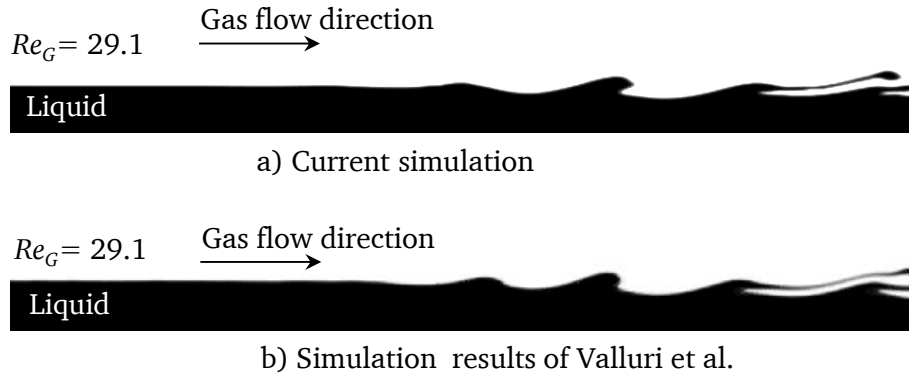 Gas flow direction
Re_G= 29.1
Liquid
a) Current simulation
Gas flow direction
Re_G= 29.1
Liquid
b) Simulation results of Valluri et al.